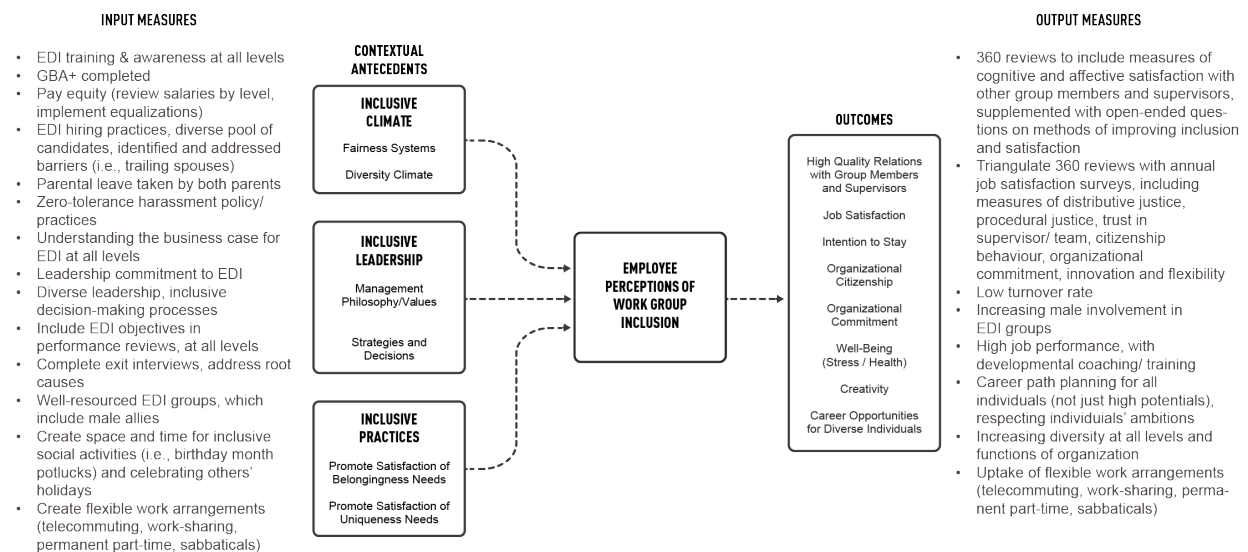 INPUT MEASURES
• EDI training & awareness at all levels
• GBA+ completed
• Pay equity (review salaries by level,
implement equalizations)
• EDI hiring practices, diverse pool of
candidates, identified and addressed
barriers (i.e., trailing spouses)
• Parental leave taken by both parents
• Zero-tolerance harassment policy/
practices
• Understanding the business case for
EDI at all levels
• Leadership commitment to EDI
• Diverse leadership, inclusive
decision-making processes
• Include EDI objectives in
performance reviews, at all levels
• Complete exit interviews, address root
causes
• Well-resourced EDI groups, which
include male allies
• Create space and time for inclusive
social activities (i.e., birthday month
potlucks) and celebrating others'
holidays
• Create flexible work arrangements
(telecommuting, work-sharing,
permanent part-time, sabbaticals)
CONTEXTUAL
ANTECEDENTS
INCLUSIVE
CLIMATE
Fairness Systems
Diversity Climate
INCLUSIVE
LEADERSHIP
Management
Philosophy/Values
Strategies and
Decisions
INCLUSIVE
PRACTICES
Promote Satisfaction of
Belongingness Needs
Promote Satisfaction of
Uniqueness Needs
EMPLOYEE
PERCEPTIONS OF
WORK GROUP
INCLUSION
OUTCOMES
High Quality Relations
with Group Members
and Supervisors
Job Satisfaction
Intention to Stay
Organizational
Citizenship
Organizational
Commitment
Well-Being
(Stress / Health)
Creativity
Career Opportunities
for Diverse Individuals
OUTPUT MEASURES
• 360 reviews to include measures of
cognitive and affective satisfaction with
other group members and supervisors,
supplemented with open-ended ques-
tions on methods of improving inclusion
and satisfaction
• Triangulate 360 reviews with annual
job satisfaction surveys, including
measures of distributive justice,
procedural justice, trust in
supervisor/ team, citizenship
behaviour, organizational
commitment, innovation and flexibility
• Low turnover rate
• Increasing male involvement in
EDI groups
• High job performance, with
developmental coaching/ training
• Career path planning for all
individuals (not just high potentials),
respecting individiuals' ambitions
• Increasing diversity at all levels and
functions of organization
• Uptake of flexible work arrangements
(telecommuting, work-sharing, perma-
nent part-time, sabbaticals)